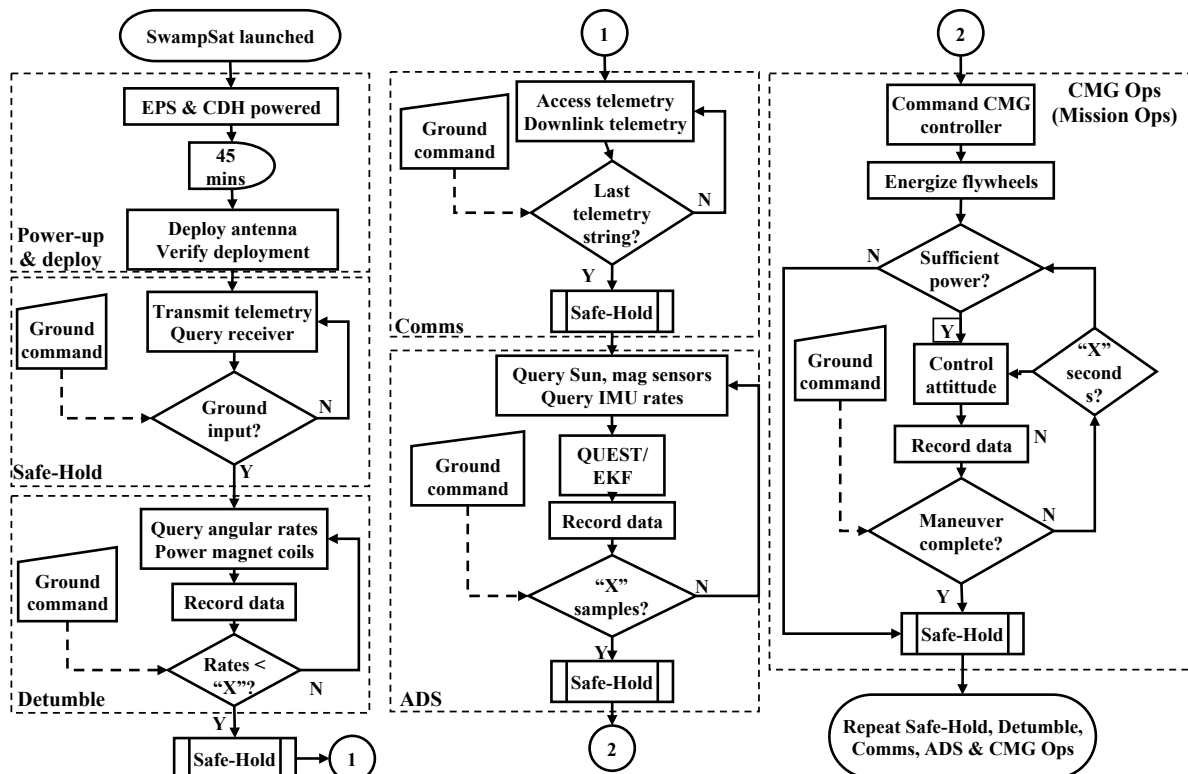 SwampSat launched
EPS & CDH powered
45
mins
Deploy antenna
Verify deployment
Power-up
& deploy
Transmit telemetry
Query receiver
Ground
command
Ground
input?
N
Y
Safe-Hold
Query angular rates
Power magnet coils
Ground
command
Record data
Rates <
“X”?
N
Detumble
Y
Safe-Hold
1
1
Access telemetry
Downlink telemetry
Ground
command
Last
telemetry
string?
N
Y
Safe-Hold
Comms
Query Sun, mag sensors
Query IMU rates
Ground
command
QUEST/
EKF
Record data
“X”
samples?
N
Y
Safe-Hold
ADS
2
2
CMG Ops
(Mission Ops)
Command CMG
controller
Energize flywheels
N
Sufficient
power?
Y
Ground
command
Control
attittude
“X”
second
s?
Record data
N
Maneuver
complete?
N
Y
Safe-Hold
Repeat Safe-Hold, Detumble,
Comms, ADS & CMG Ops